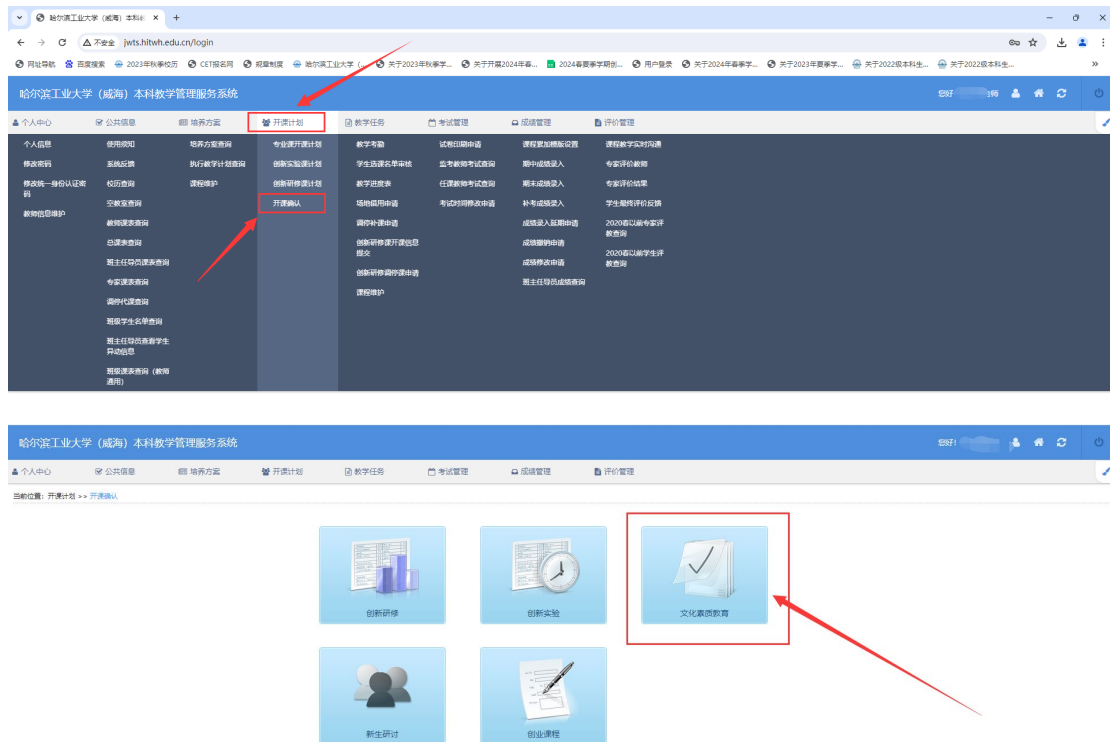 哈尔滨工业大学（威海）本科教
不安全 jwts.hitwh.edu.cn/login
网址导航 百度搜索 2023年秋季校历 CET报名网 规章制度 哈尔滨工业大学（... 关于2023年秋季学... 关于开展2024年春... 2024春夏季学期创... 用户登录 关于2024年春季学... 关于2023年夏季学... 关于2022级本科生... 关于2022级本科生... »
哈尔滨工业大学（威海）本科教学管理服务系统
个人中心 公共信息 培养方案 开课计划 教学任务 考试管理 成绩管理 评价管理
个人信息 使用须知 培养方案查询 专业课开课计划 教学考勤 试卷印刷申请 课程累加模版设置 课程教学实时沟通
修改密码 系统反馈 执行教学计划查询 创新实验课计划 学生选课名单审核 监考教师考试查询 期中成绩录入 专家评价教师
修改统一身份认证密码 校历查询 课程维护 创新研修课计划 教学进度表 任课教师考试查询 期末成绩录入 专家评价结果
教师信息维护 空教室查询 开课确认 场地借用申请 考试时间修改申请 补考成绩录入 学生最终评价反馈
教师课表查询 调停补课申请 成绩录入延期申请 2020春以前专家评教查询
总课表查询 创新研修课开课信息提交 成绩撤销申请 2020春以前学生评教查询
班主任导员课表查询 创新研修调停课申请 成绩修改申请
专家课表查询 课程维护 班主任导员成绩查询
调停代课查询
班级学生名单查询
班主任导员查看学生异动信息
班级课表查询（教师通用）
哈尔滨工业大学（威海）本科教学管理服务系统
您好!
个人中心 公共信息 培养方案 开课计划 教学任务 考试管理 成绩管理 评价管理
当前位置：开课计划 >> 开课确认
创新研修 创新实验 文化素质教育
新生研讨 创业课程